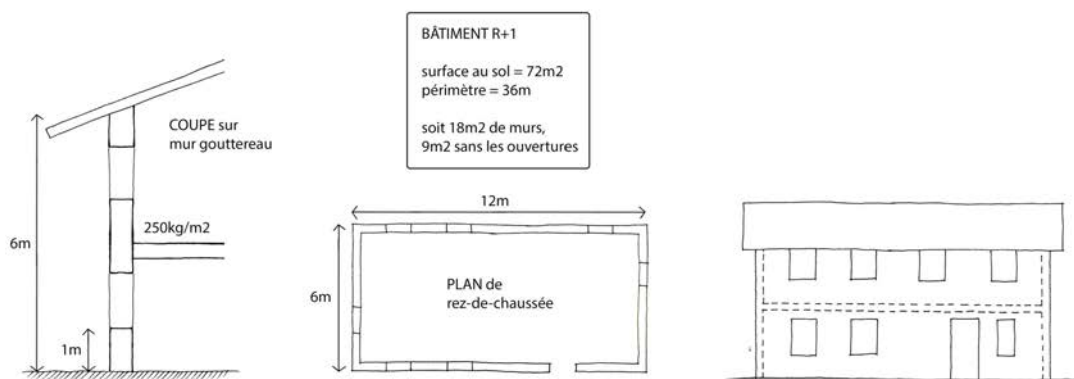 BÂTIMENT R+1
surface au sol = 72m2
périmètre = 36m
soit 18m2 de murs,
9m2 sans les ouvertures
COUPE sur
mur gouttereau
6m
250kg/m2
1m
12m
6m
PLAN de
rez-de-chaussée